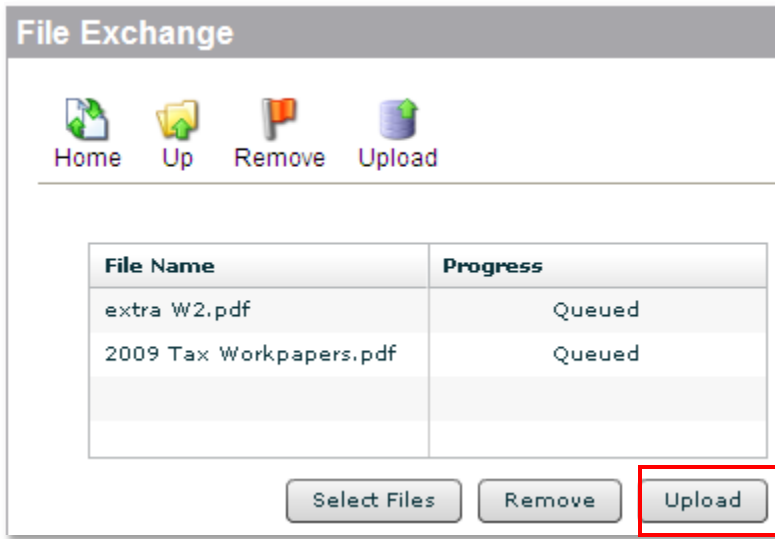 File Exchange
Home Up Remove Upload
File Name Progress
extra W2.pdf Queued
2009 Tax Workpapers.pdf Queued
Select Files Remove Upload